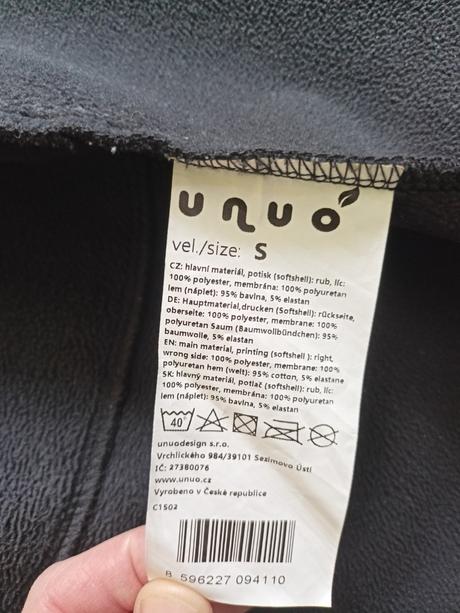 unuo
vel./size: S
CZ: hlavní materiál, potisk (softshell): rub, líc:
100% polyester, membrána: 100% polyuretan
lem (náplet): 95% bavlna, 5% elastan
DE: Hauptmaterial,drucken (Softshell): rückseite,
oberseite: 100% polyester, membrane: 100%
polyuretan Saum (Baumwollbündchen): 95%
baumwolle, 5% elastan
EN: main material, printing (softshell ): right,
wrong side: 100% polyester, membrane: 100%
polyuretan hem (welt): 95% cotton, 5% elastane
SK: hlavný materiál, potlač (softshell): rub, líc:
100% polyester, membrána: 100% polyuretan
lem (náplet): 95% bavlna, 5% elastan
40°
unuodesign s.r.o.
Vrchlického 984/39101 Sezimovo Ústí
IČ: 27380076
www.unuo.cz
Vyrobeno v České republice
C1502
8 596227 094110